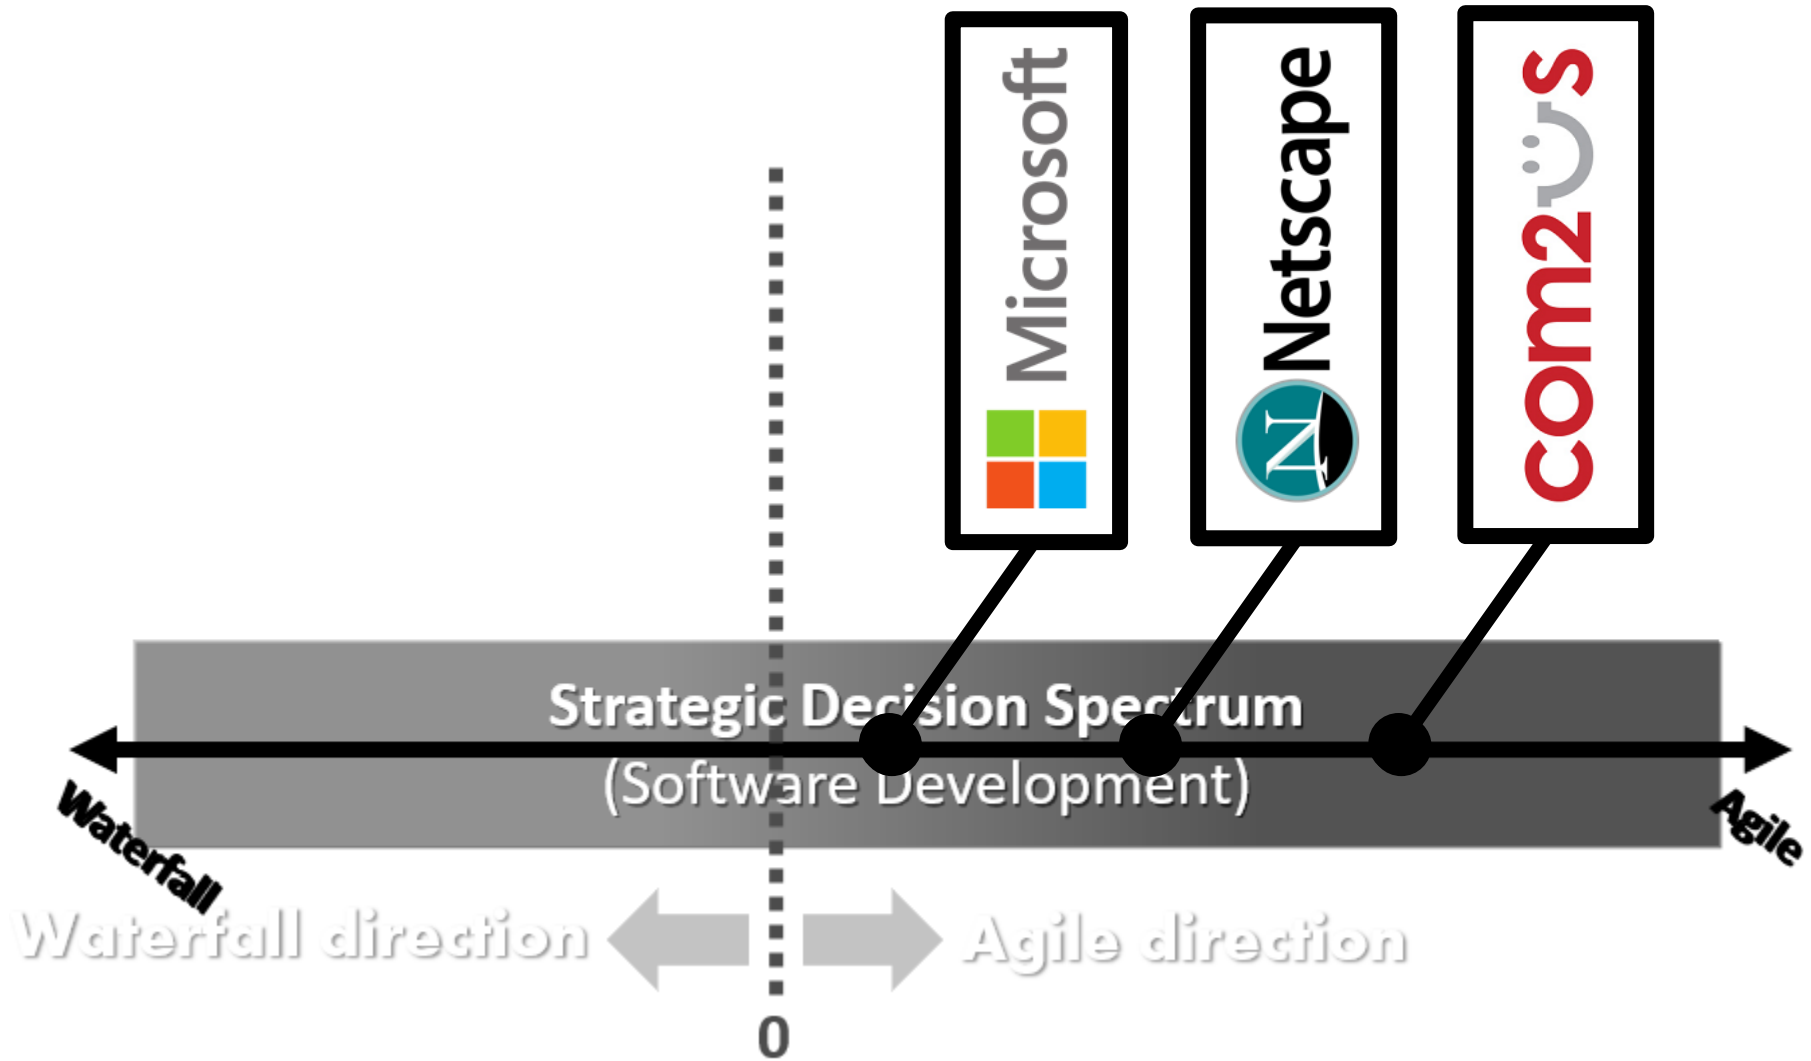 Microsoft
N Netscape
com2us
Strategic Decision Spectrum
(Software Development)
Waterfall
Agile
Waterfall direction
Agile direction
0